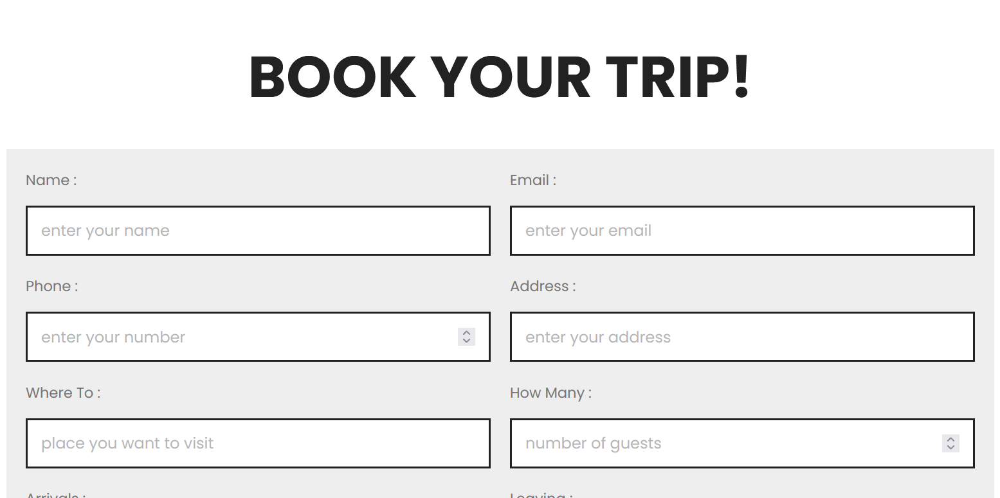 BOOK YOUR TRIP!
Name :
Email :
enter your name
enter your email
Phone :
Address :
enter your number
enter your address
Where To :
How Many :
place you want to visit
number of guests
Arrivals :
Leaving :